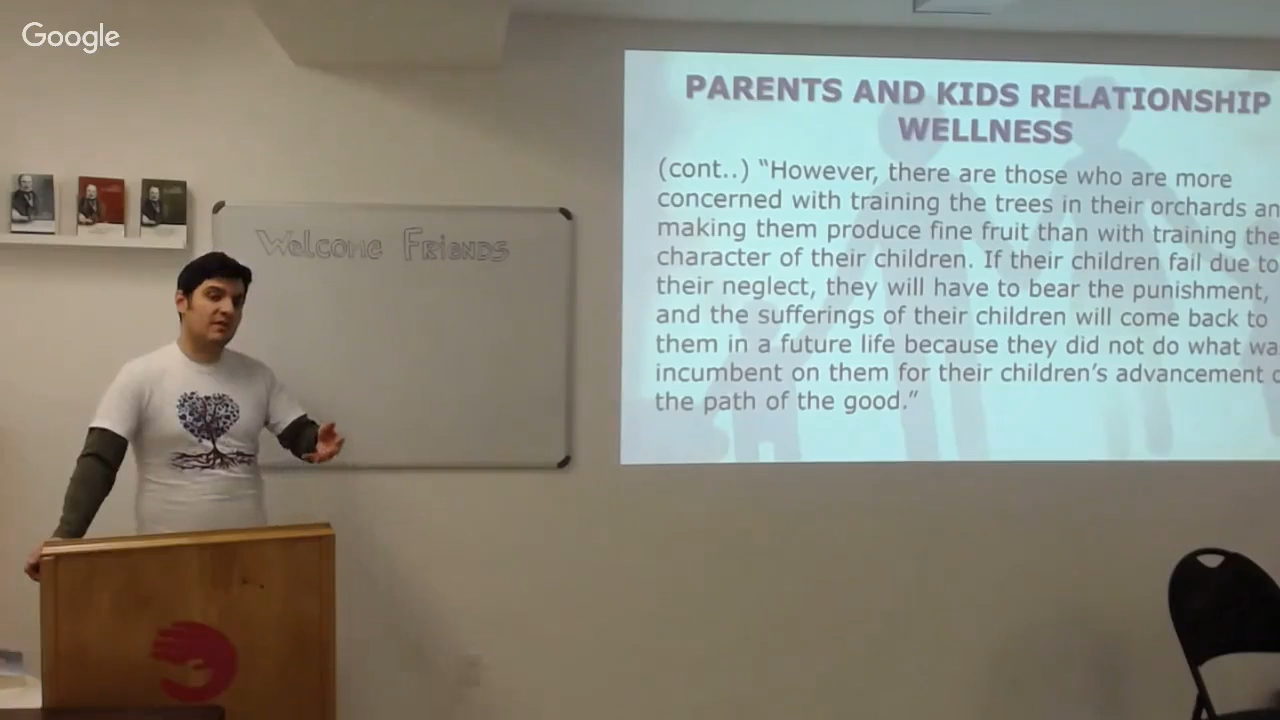 Google
Welcome Friends
PARENTS AND KIDS RELATIONSHIP
WELLNESS
(cont..) “However, there are those who are more
concerned with training the trees in their orchards an
making them produce fine fruit than with training the
character of their children. If their children fail due to
their neglect, they will have to bear the punishment,
and the sufferings of their children will come back to
them in a future life because they did not do what wa
incumbent on them for their children’s advancement o
the path of the good.”